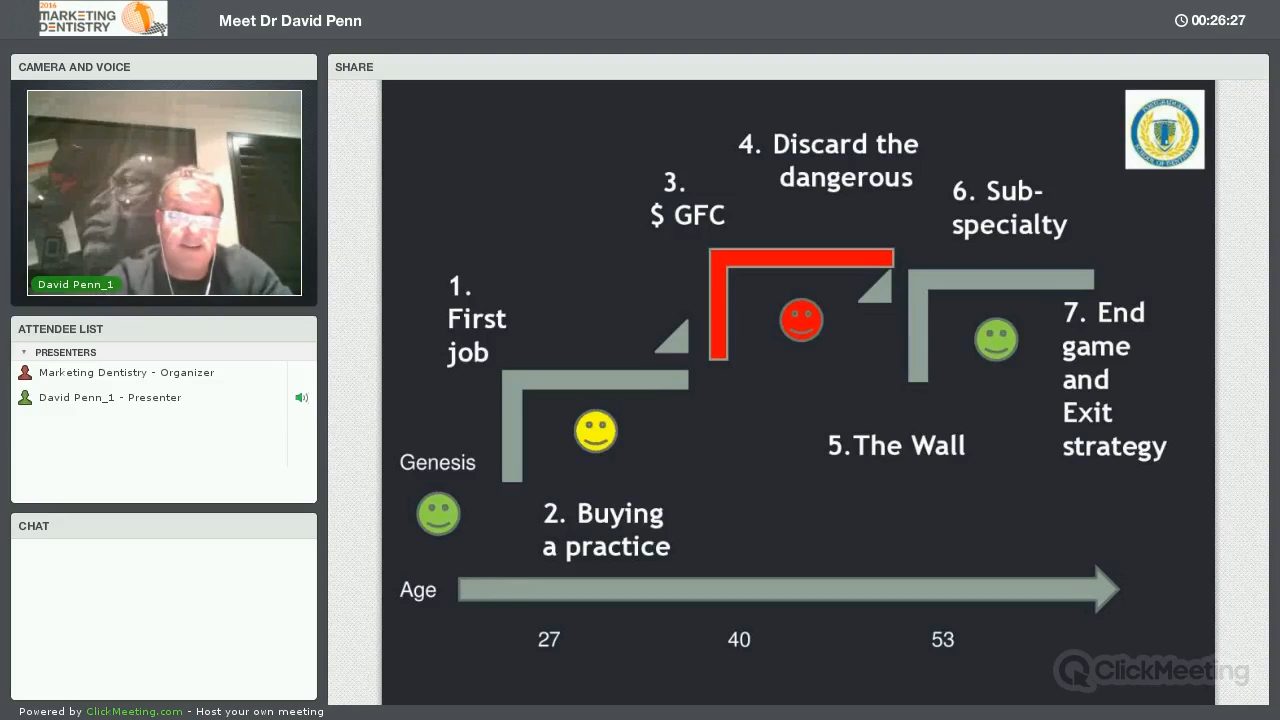 2016
MARKETING
DENTISTRY
Meet Dr David Penn
00:26:27
CAMERA AND VOICE
David Penn_1
ATTENDEE LIST
PRESENTERS
Marketing Dentistry - Organizer
David Penn_1 - Presenter
CHAT
Powered by ClickMeeting.com - Host your own meeting
SHARE
4. Discard the
dangerous
3.
$ GFC
6. Sub-
specialty
1.
First
job
7. End
game
and
Exit
strategy
5.The Wall
Genesis
2. Buying
a practice
Age
27 40 53
ClickMeeting